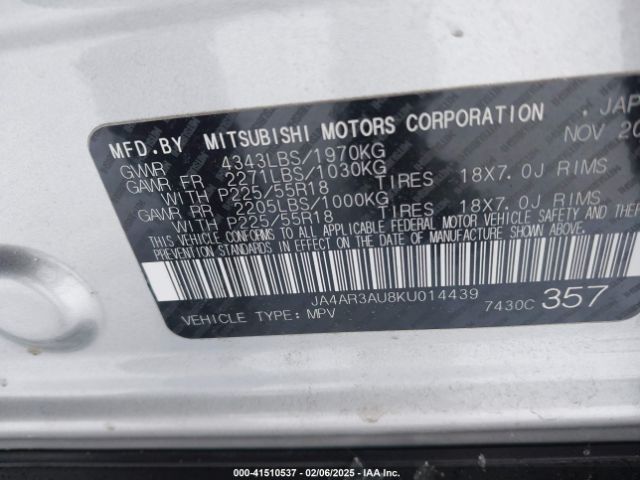 MFD.BY MITSUBISHI MOTORS CORPORATION . JAP
NOV 20
GVWR 4343LBS/1970KG
GAWR FR 2271LBS/1030KG
WITH P225/55R18 TIRES 18X7.0J RIMS
GAWR RR 2205LBS/1000KG
WITH P225/55R18 TIRES 18X7.0J RIMS
THIS VEHICLE CONFORMS TO ALL APPLICABLE FEDERAL MOTOR VEHICLE SAFETY AND THEF
STANDARDS IN EFFECT ON THE DATE OF MANUFACTURE SHOWN ABOVE.
JA4AR3AU8KU014439
VEHICLE TYPE: MPV 7430C 357
000-41510537 - 02/06/2025 - IAA Inc.